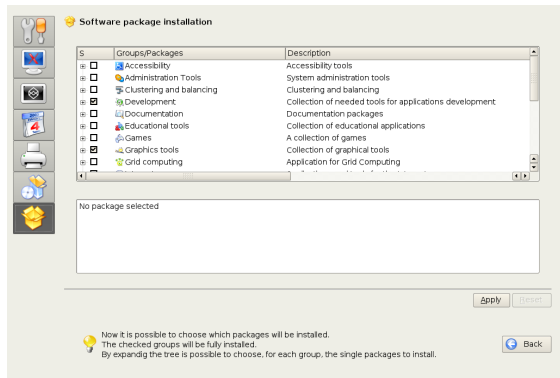 Software package installation
S Groups/Packages Description
Accessibility Accessibility tools
Administration Tools System administration tools
Clustering and balancing Clustering and balancing
Development Collection of needed tools for applications development
Documentation Documentation packages
Educational tools Collection of educational applications
Games A collection of games
Graphics tools Collection of graphical tools
Grid computing Application for Grid Computing
No package selected
Apply Reset
Now it is possible to choose which packages will be installed.
The checked groups will be fully installed.
By expandig the tree is possible to choose, for each group, the single packages to install.
Back